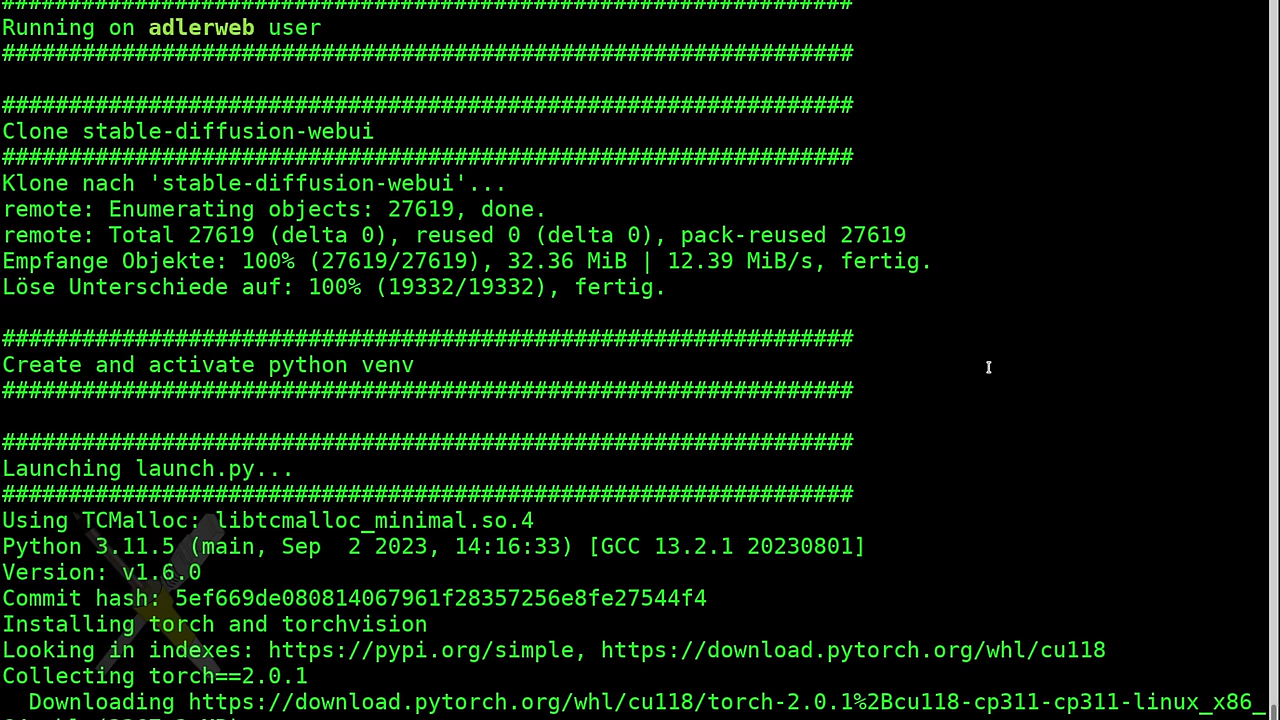 ################################################################
Running on adlerweb user
################################################################
################################################################
Clone stable-diffusion-webui
################################################################
Klone nach 'stable-diffusion-webui'...
remote: Enumerating objects: 27619, done.
remote: Total 27619 (delta 0), reused 0 (delta 0), pack-reused 27619
Empfange Objekte: 100% (27619/27619), 32.36 MiB | 12.39 MiB/s, fertig.
Löse Unterschiede auf: 100% (19332/19332), fertig.
################################################################
Create and activate python venv
################################################################
################################################################
Launching launch.py...
################################################################
Using TCMalloc: libtcmalloc_minimal.so.4
Python 3.11.5 (main, Sep  2 2023, 14:16:33) [GCC 13.2.1 20230801]
Version: v1.6.0
Commit hash: 5ef669de080814067961f28357256e8fe27544f4
Installing torch and torchvision
Looking in indexes: https://pypi.org/simple, https://download.pytorch.org/whl/cu118
Collecting torch==2.0.1
  Downloading https://download.pytorch.org/whl/cu118/torch-2.0.1%2Bcu118-cp311-cp311-linux_x86_